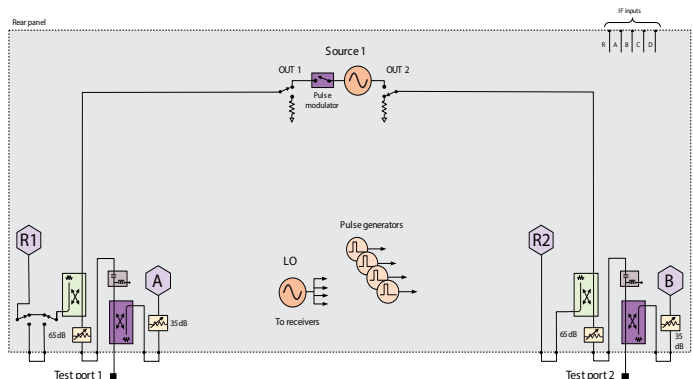 IF inputs
Rear panel
R A B C D
Source 1
OUT 1
OUT 2
Pulse
modulator
Pulse generators
R1
A
LO
R2
B
To receivers
65 dB
35 dB
65 dB
35
dB
Test port 1
Test port 2